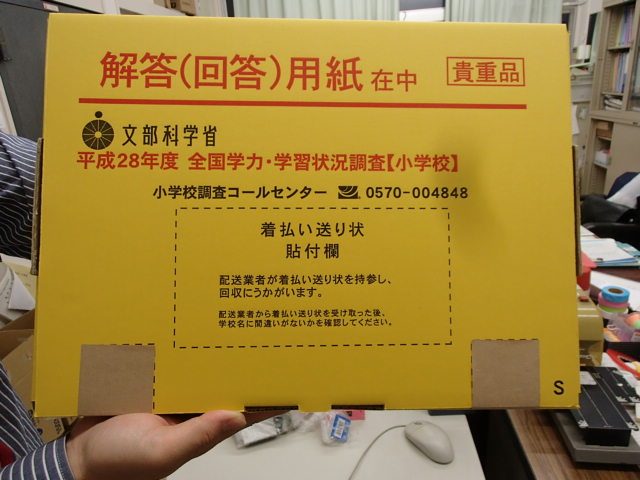 解答(回答)用紙 在中
貴重品
文部科学省
平成28年度 全国学力・学習状況調査【小学校】
小学校調査コールセンター 0570-004848
着払い送り状
貼付欄
配送業者が着払い送り状を持参し、
回収にうかがいます。
配送業者から着払い送り状を受け取った後、
学校名に間違いがないかを確認してください。
S